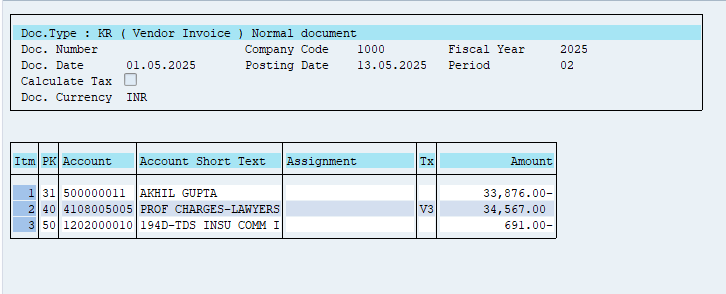 Doc.Type : KR ( Vendor Invoice ) Normal document
Doc. Number Company Code 1000 Fiscal Year 2025
Doc. Date 01.05.2025 Posting Date 13.05.2025 Period 02
Calculate Tax
Doc. Currency INR
Itm PK Account Account Short Text Assignment Tx Amount
1 31 500000011 AKHIL GUPTA 33,876.00-
2 40 4108005005 PROF CHARGES-LAWYERS V3 34,567.00
3 50 1202000010 194D-TDS INSU COMM I 691.00-